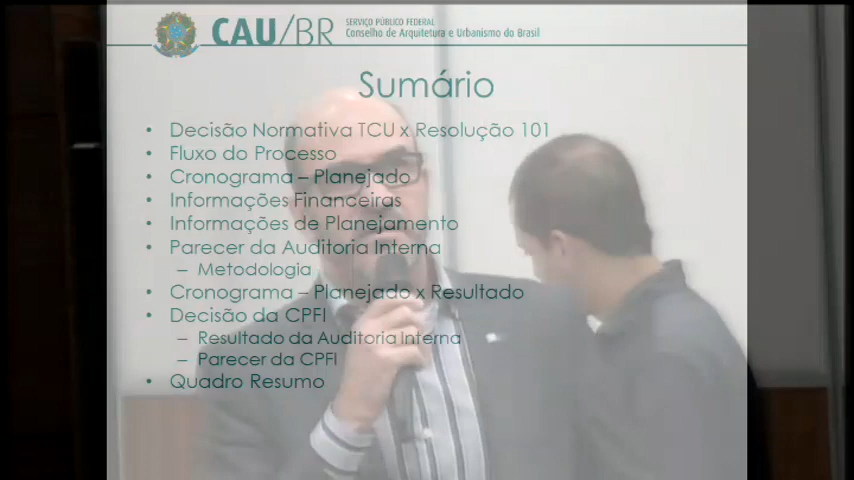 CAU/BR
SERVIÇO PÚBLICO FEDERAL
Conselho de Arquitetura e Urbanismo do Brasil
Sumário
• Decisão Normativa TCU x Resolução 101
• Fluxo do Processo
• Cronograma – Planejado
• Informações Financeiras
• Informações de Planejamento
• Parecer da Auditoria Interna
– Metodologia
• Cronograma – Planejado x Resultado
• Decisão da CPFI
– Resultado da Auditoria Interna
– Parecer da CPFI
• Quadro Resumo